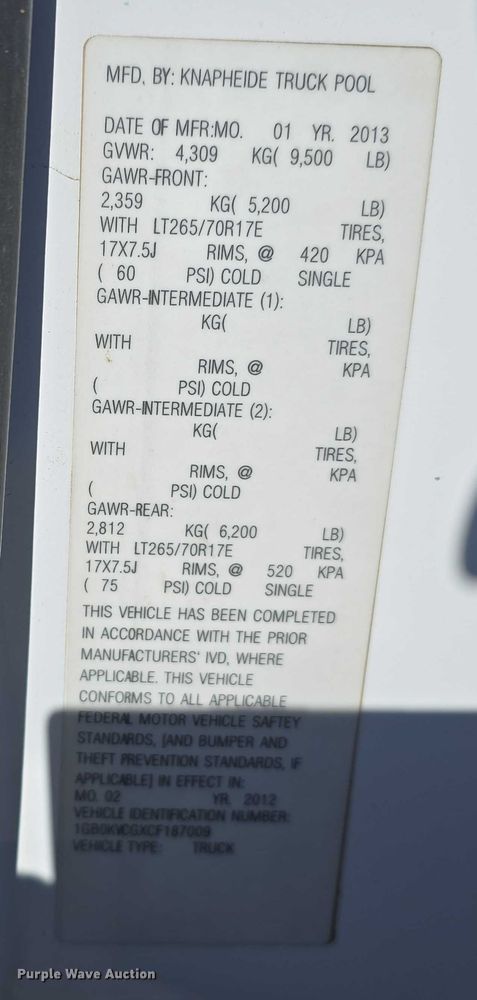 MFD. BY: KNAPHEIDE TRUCK POOL
DATE OF MFR:MO. 01 YR. 2013
GVWR: 4,309 KG( 9,500 LB)
GAWR-FRONT:
2,359 KG( 5,200 LB)
WITH LT265/70R17E TIRES,
17X7.5J RIMS, @ 420 KPA
( 60 PSI) COLD SINGLE
GAWR-INTERMEDIATE (1):
KG( LB)
WITH TIRES,
RIMS, @ KPA
( PSI) COLD
GAWR-INTERMEDIATE (2):
KG( LB)
WITH TIRES,
RIMS, @ KPA
( PSI) COLD
GAWR-REAR:
2,812 KG( 6,200 LB)
WITH LT265/70R17E TIRES,
17X7.5J RIMS, @ 520 KPA
( 75 PSI) COLD SINGLE
THIS VEHICLE HAS BEEN COMPLETED
IN ACCORDANCE WITH THE PRIOR
MANUFACTURERS' IVD, WHERE
APPLICABLE. THIS VEHICLE
CONFORMS TO ALL APPLICABLE
FEDERAL MOTOR VEHICLE SAFTEY
STANDARDS, [AND BUMPER AND
THEFT PREVENTION STANDARDS, IF
APPLICABLE] IN EFFECT IN:
MO. 02 YR. 2012
VEHICLE IDENTIFICATION NUMBER:
1GB0KVCGXCF187009
VEHICLE TYPE: TRUCK
Purple Wave Auction